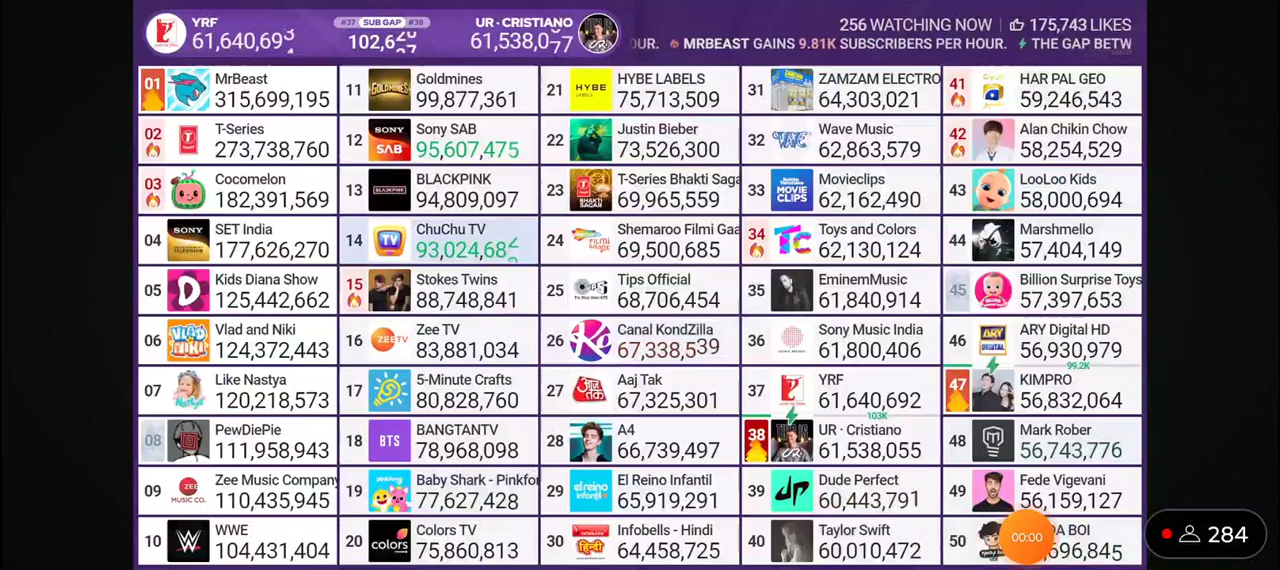 YRF
61,640,69
#37 SUB GAP #38
102,6
UR · CRISTIANO
61,538,0
256 WATCHING NOW | 175,743 LIKES
OUR. 🔥 MRBEAST GAINS 9.81K SUBSCRIBERS PER HOUR. ⚡ THE GAP BETW
01 MrBeast
315,699,195
02 T-Series
273,738,760
03 Cocomelon
182,391,569
04 SET India
177,626,270
05 Kids Diana Show
125,442,662
06 Vlad and Niki
124,372,443
07 Like Nastya
120,218,573
08 PewDiePie
111,958,943
09 Zee Music Company
110,435,945
10 WWE
104,431,404
11 Goldmines
99,877,361
12 Sony SAB
95,607,475
13 BLACKPINK
94,809,097
14 ChuChu TV
93,024,68
15 Stokes Twins
88,748,841
16 Zee TV
83,881,034
17 5-Minute Crafts
80,828,760
18 BANGTANTV
78,968,098
19 Baby Shark - Pinkfor
77,627,428
20 Colors TV
75,860,813
21 HYBE LABELS
75,713,509
22 Justin Bieber
73,526,300
23 T-Series Bhakti Saga
69,965,559
24 Shemaroo Filmi Gaa
69,500,685
25 Tips Official
68,706,454
26 Canal KondZilla
67,338,539
27 Aaj Tak
67,325,301
28 A4
66,739,497
29 El Reino Infantil
65,919,291
30 Infobells - Hindi
64,458,725
31 ZAMZAM ELECTRO
64,303,021
32 Wave Music
62,863,579
33 Movieclips
62,162,490
34 Toys and Colors
62,130,124
35 EminemMusic
61,840,914
36 Sony Music India
61,800,406
37 YRF
61,640,692
103K
38 UR · Cristiano
61,538,055
39 Dude Perfect
60,443,791
40 Taylor Swift
60,010,472
41 HAR PAL GEO
59,246,543
42 Alan Chikin Chow
58,254,529
43 LooLoo Kids
58,000,694
44 Marshmello
57,404,149
45 Billion Surprise Toys
57,397,653
46 ARY Digital HD
56,930,979
99.2K
47 KIMPRO
56,832,064
48 Mark Rober
56,743,776
49 Fede Vigevani
56,159,127
50 A BOI
696,845
00:00
284